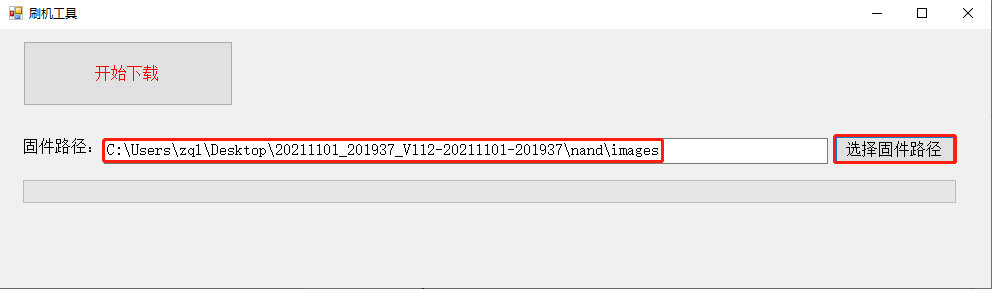 刷机工具
开始下载
固件路径： C:\Users\zql\Desktop\20211101_201937_V112-20211101-201937\nand\images 选择固件路径